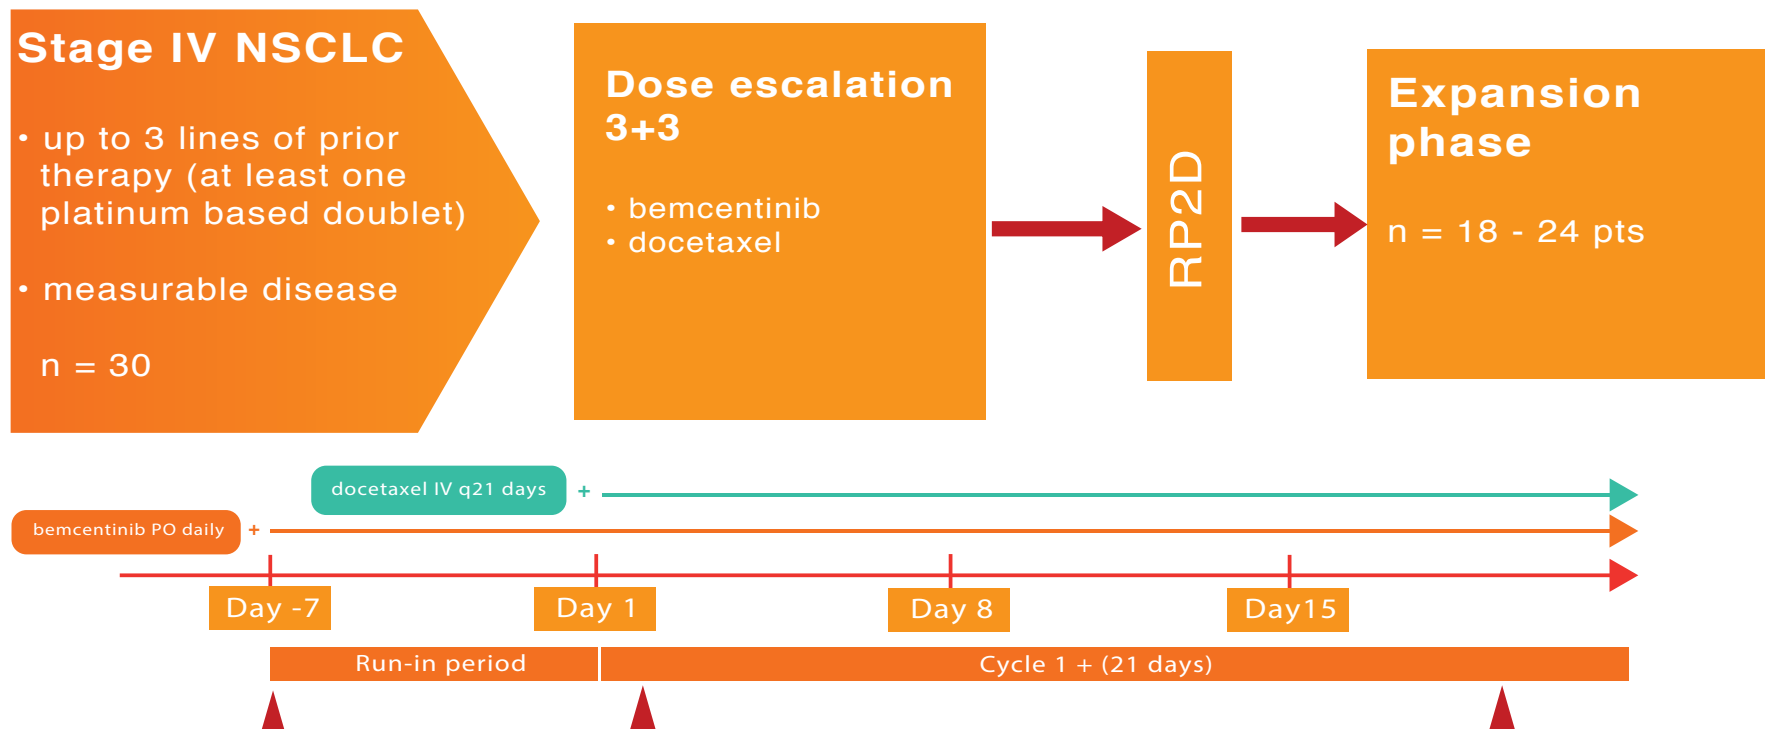 Stage IV NSCLC
• up to 3 lines of prior
therapy (at least one
platinum based doublet)
• measurable disease
n = 30
Dose escalation
3+3
• bemcentinib
• docetaxel
RP2D
Expansion
phase
n = 18 - 24 pts
docetaxel IV q21 days +
bemcentinib PO daily +
Day -7
Day 1
Day 8
Day15
Run-in period
Cycle 1 + (21 days)